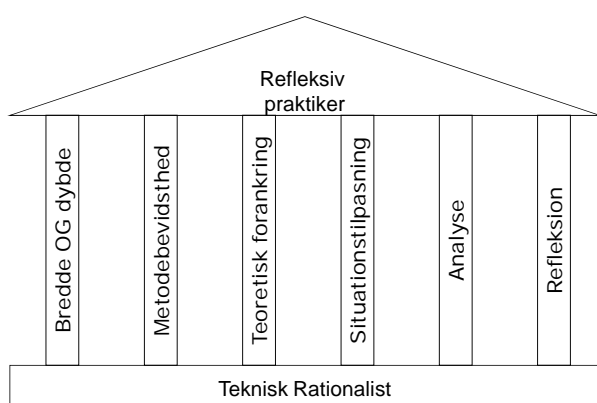 Refleksiv
praktiker
Bredde OG dybde
Metodebevidsthed
Teoretisk forankring
Situationstilpasning
Analyse
Refleksion
Teknisk Rationalist